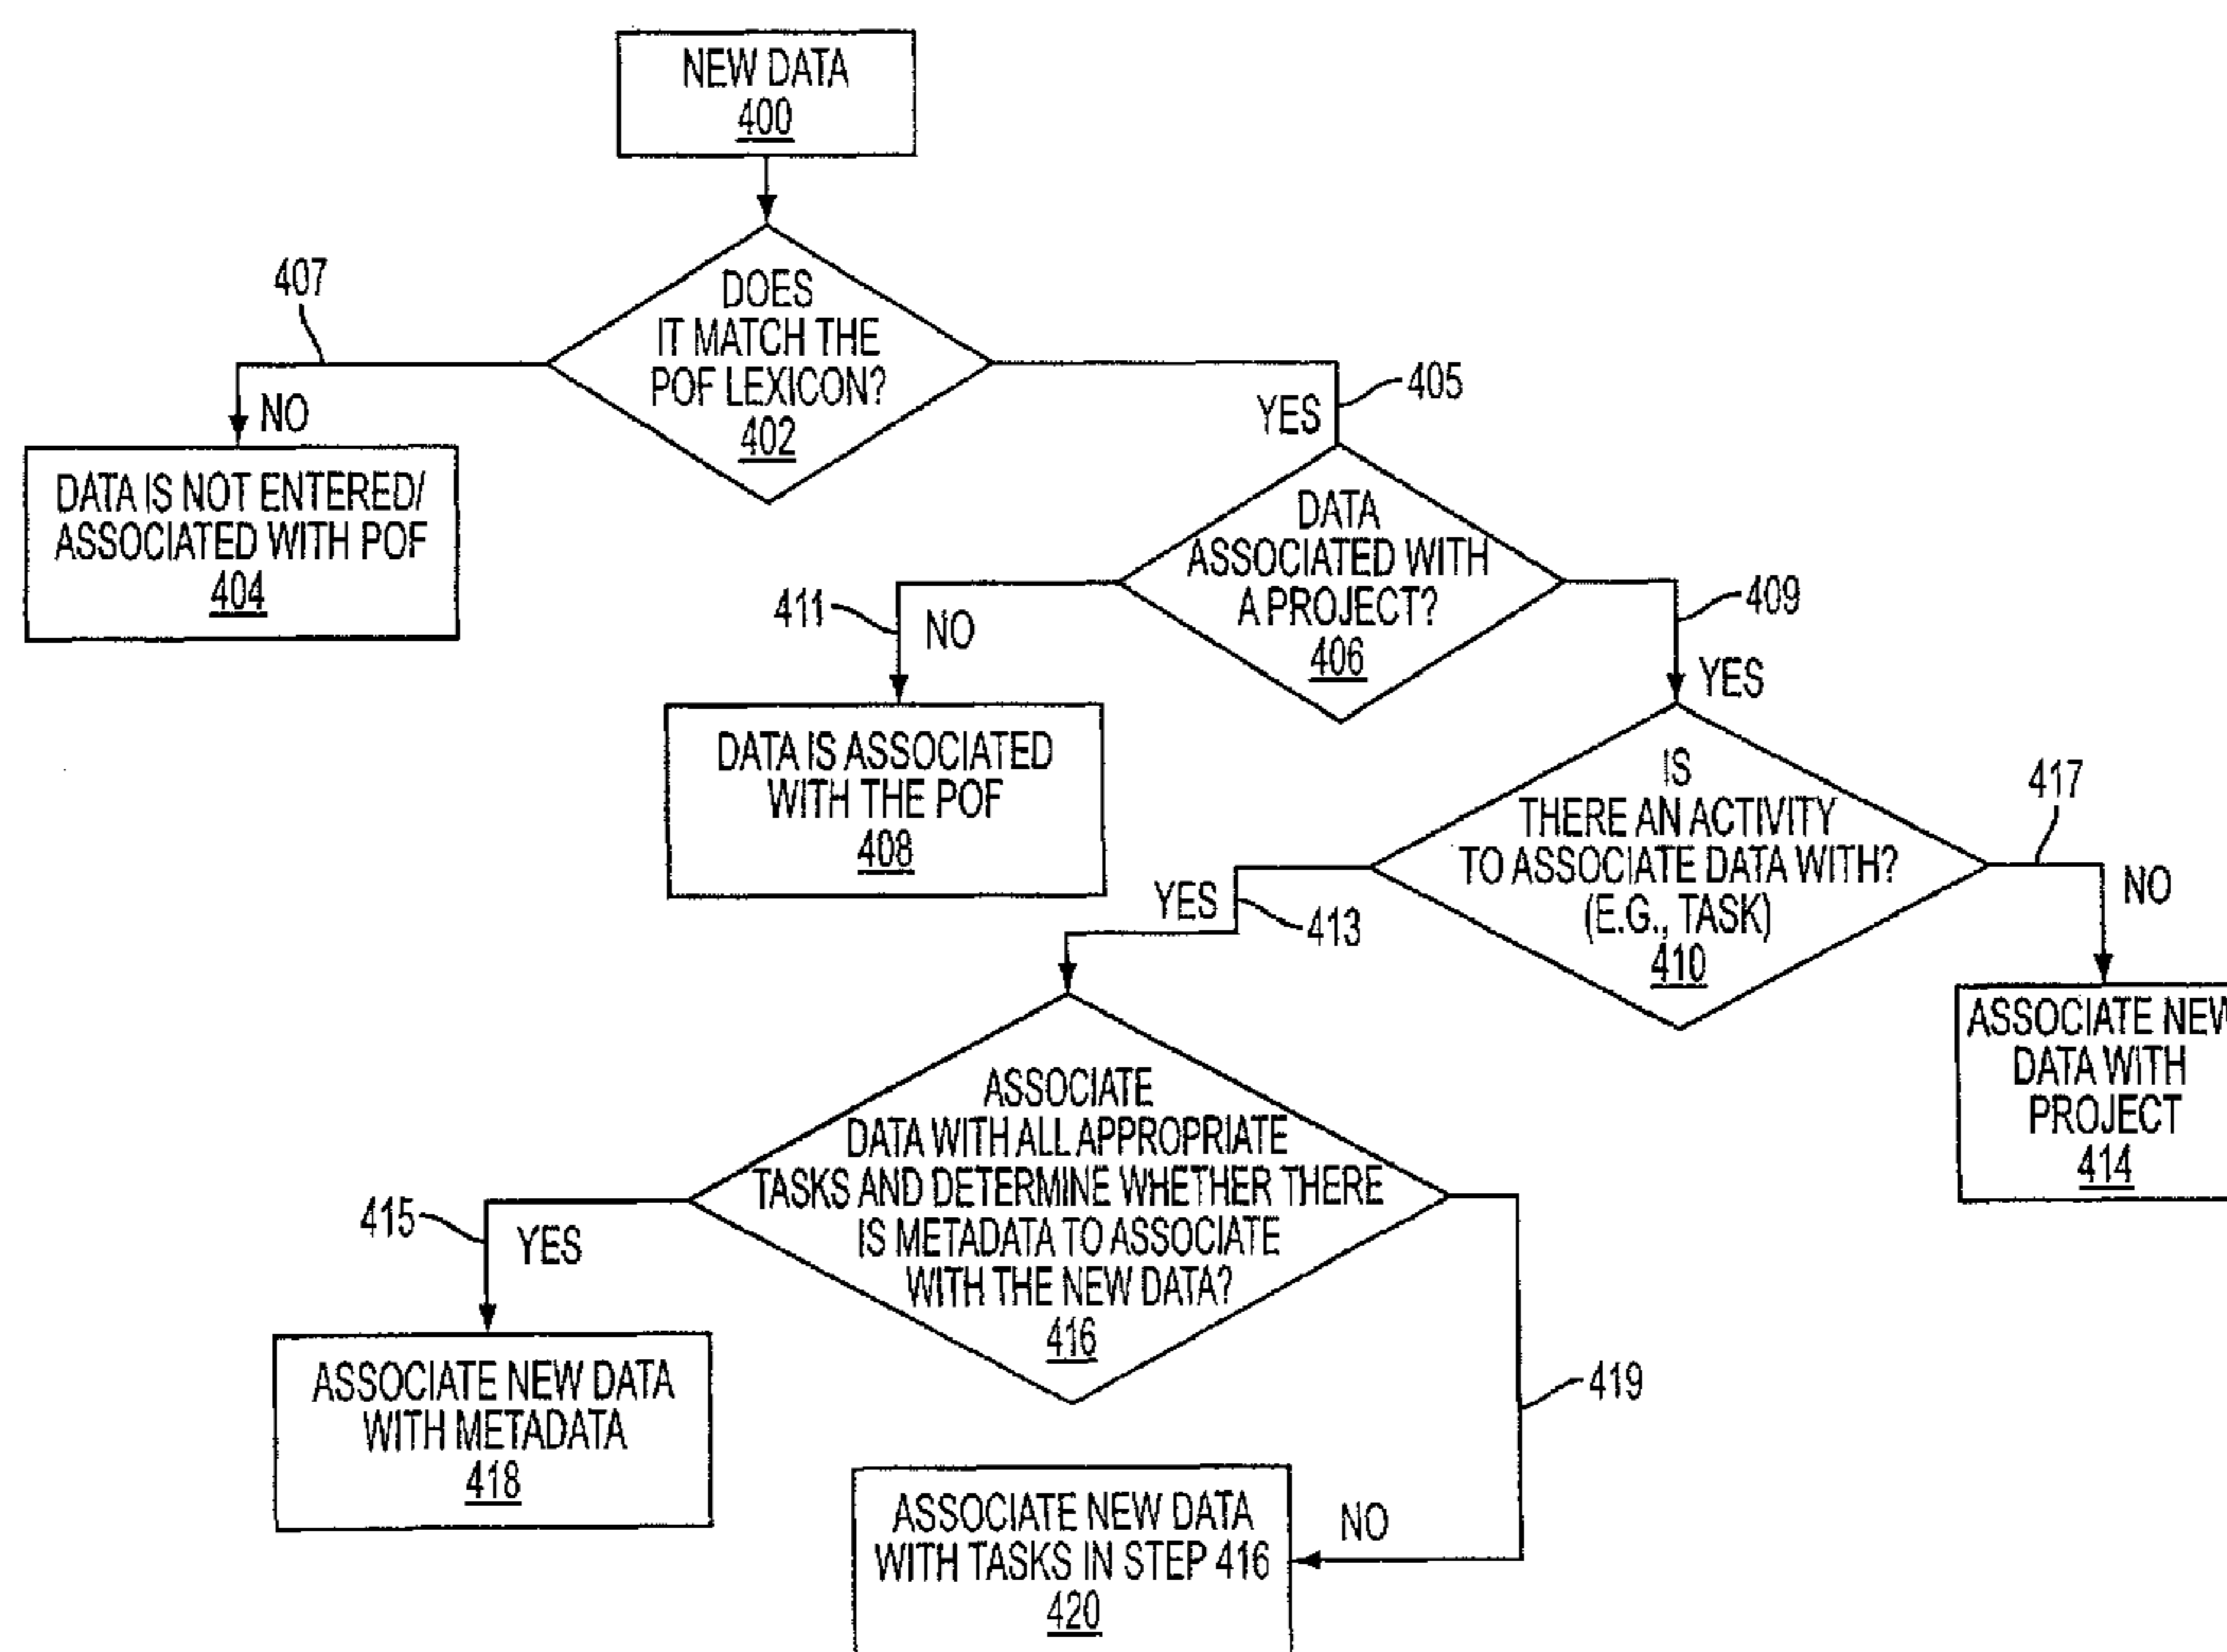 NEW DATA
400
DOES
IT MATCH THE
POF LEXICON?
402
407
NO
405
YES
DATA IS NOT ENTERED/
ASSOCIATED WITH POF
404
DATA
ASSOCIATED WITH
A PROJECT?
406
411
NO
409
YES
DATA IS ASSOCIATED
WITH THE POF
408
IS
THERE AN ACTIVITY
TO ASSOCIATE DATA WITH?
(E.G., TASK)
410
417
NO
YES
413
ASSOCIATE NEW
DATA WITH
PROJECT
414
ASSOCIATE
DATA WITH ALL APPROPRIATE
TASKS AND DETERMINE WHETHER THERE
IS METADATA TO ASSOCIATE
WITH THE NEW DATA?
416
415
YES
419
NO
ASSOCIATE NEW DATA
WITH METADATA
418
ASSOCIATE NEW DATA
WITH TASKS IN STEP 416
420